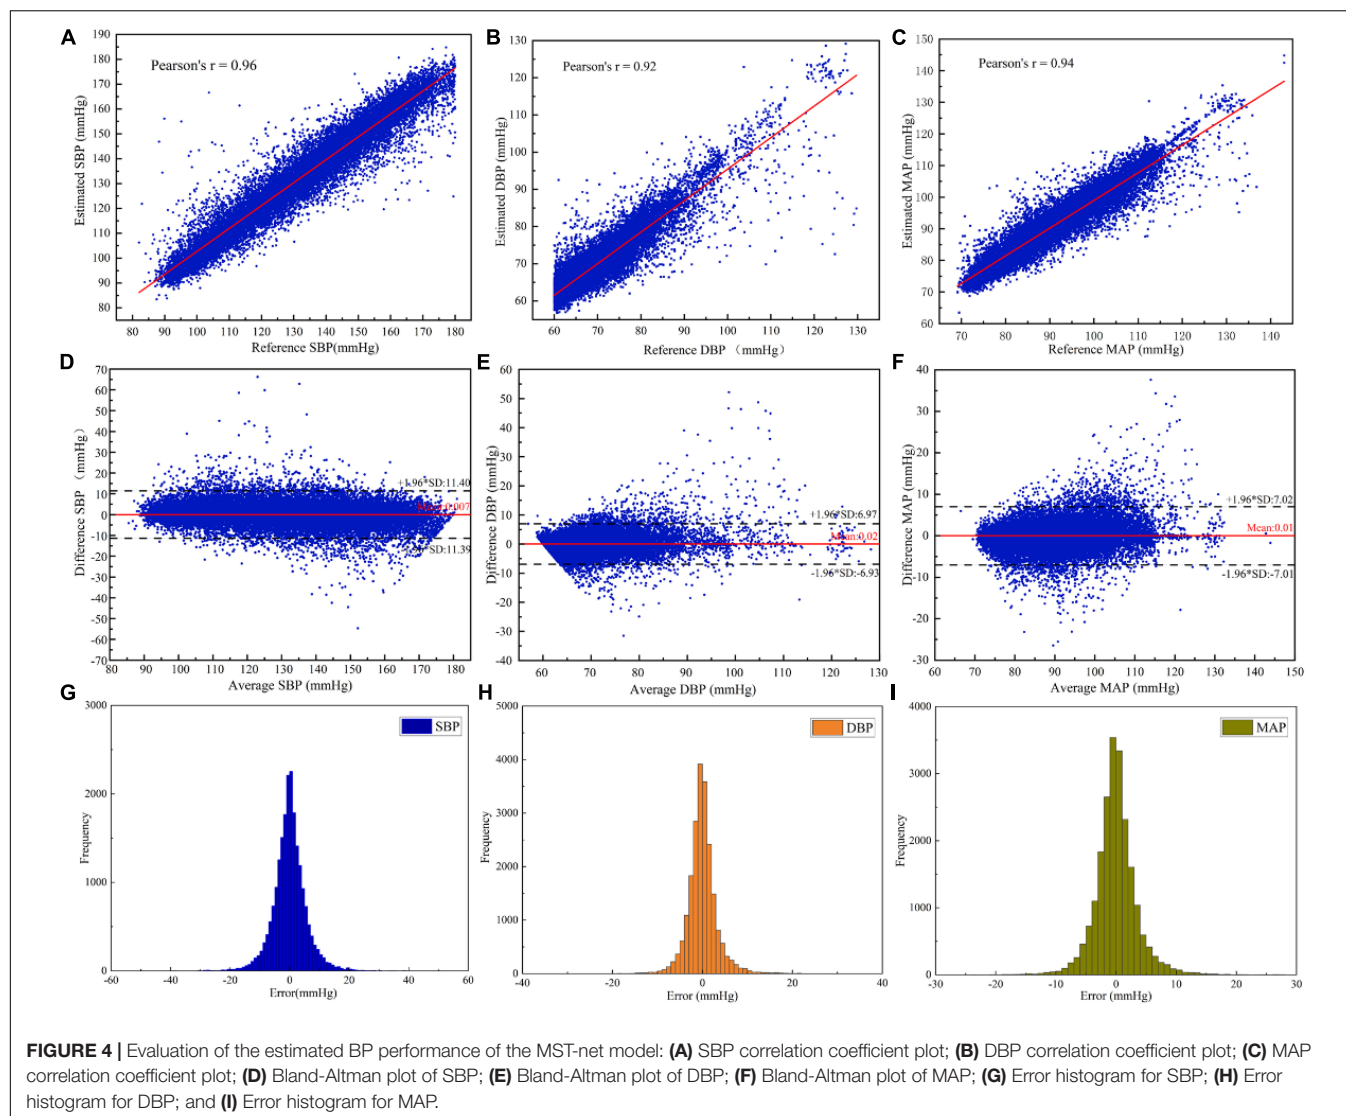 A
190
180
170
160
150
140
130
120
110
100
90
80
Estimated SBP (mmHg)
Pearson's r = 0.96
80 90 100 110 120 130 140 150 160 170 180
Reference SBP(mmHg)
B
130
120
110
100
90
80
70
60
Estimated DBP (mmHg)
Pearson's r = 0.92
60 70 80 90 100 110 120 130
Reference DBP （mmHg）
C
150
140
130
120
110
100
90
80
70
60
Estimated MAP (mmHg)
Pearson's r = 0.94
70 80 90 100 110 120 130 140
Reference MAP (mmHg)
D
70
60
50
40
30
20
10
0
-10
-20
-30
-40
-50
-60
-70
Difference SBP （mmHg）
+1.96*SD:11.40
Mean:0.007
*SD:11.39
80 90 100 110 120 130 140 150 160 170 180
Average SBP (mmHg)
E
60
50
40
30
20
10
0
-10
-20
-30
-40
Difference DBP (mmHg)
+1.96*SD:6.97
Mean:0.02
-1.96*SD:-6.93
60 70 80 90 100 110 120 130
Average DBP (mmHg)
F
40
30
20
10
0
-10
-20
-30
Difference MAP (mmHg)
+1.96*SD:7.02
Mean:0.01
-1.96*SD:-7.01
60 70 80 90 100 110 120 130 140 150
Average MAP (mmHg)
G
3000
2000
1000
0
Frequency
SBP
-60 -40 -20 0 20 40 60
Error(mmHg)
H
5000
4000
3000
2000
1000
0
Frequency
DBP
-40 -20 0 20 40
Error (mmHg)
I
4000
3000
2000
1000
0
Frequency
MAP
-30 -20 -10 0 10 20 30
Error (mmHg)
FIGURE 4 | Evaluation of the estimated BP performance of the MST-net model: (A) SBP correlation coefficient plot; (B) DBP correlation coefficient plot; (C) MAP
correlation coefficient plot; (D) Bland-Altman plot of SBP; (E) Bland-Altman plot of DBP; (F) Bland-Altman plot of MAP; (G) Error histogram for SBP; (H) Error
histogram for DBP; and (I) Error histogram for MAP.